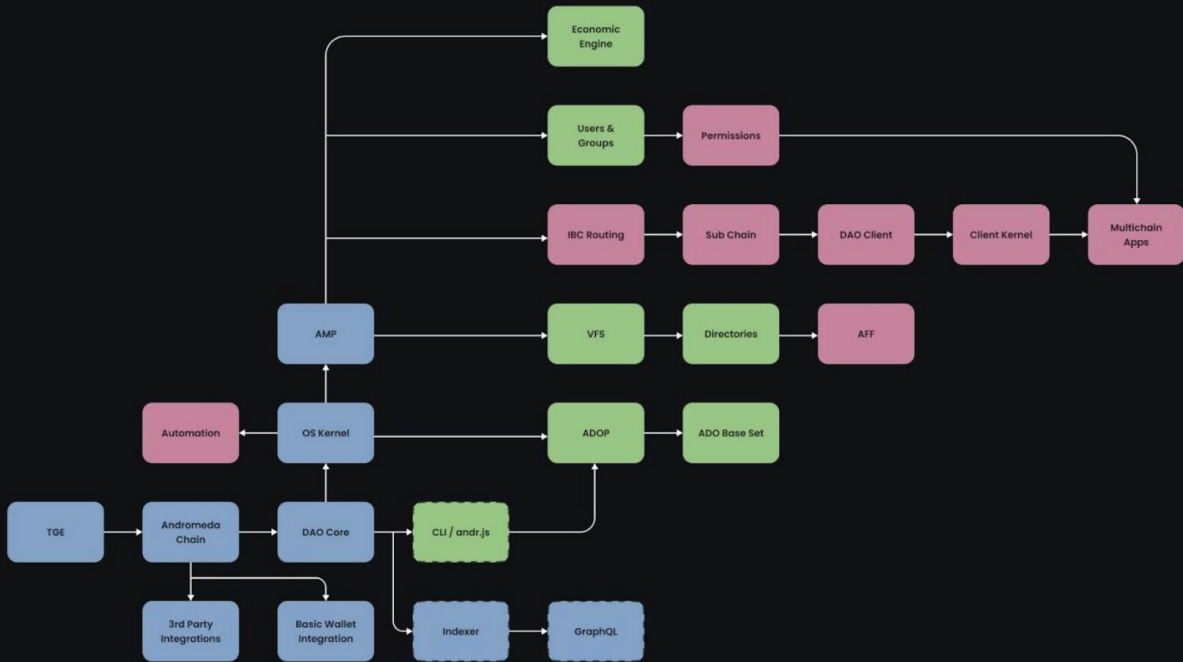 Economic
Engine
Users &
Groups
Permissions
IBC Routing
Sub Chain
DAO Client
Client Kernel
Multichain
Apps
AMP
VFS
Directories
AFF
Automation
OS Kernel
ADOP
ADO Base Set
TGE
Andromeda
Chain
DAO Core
CLI / andr.js
3rd Party
Integrations
Basic Wallet
Integration
Indexer
GraphQL